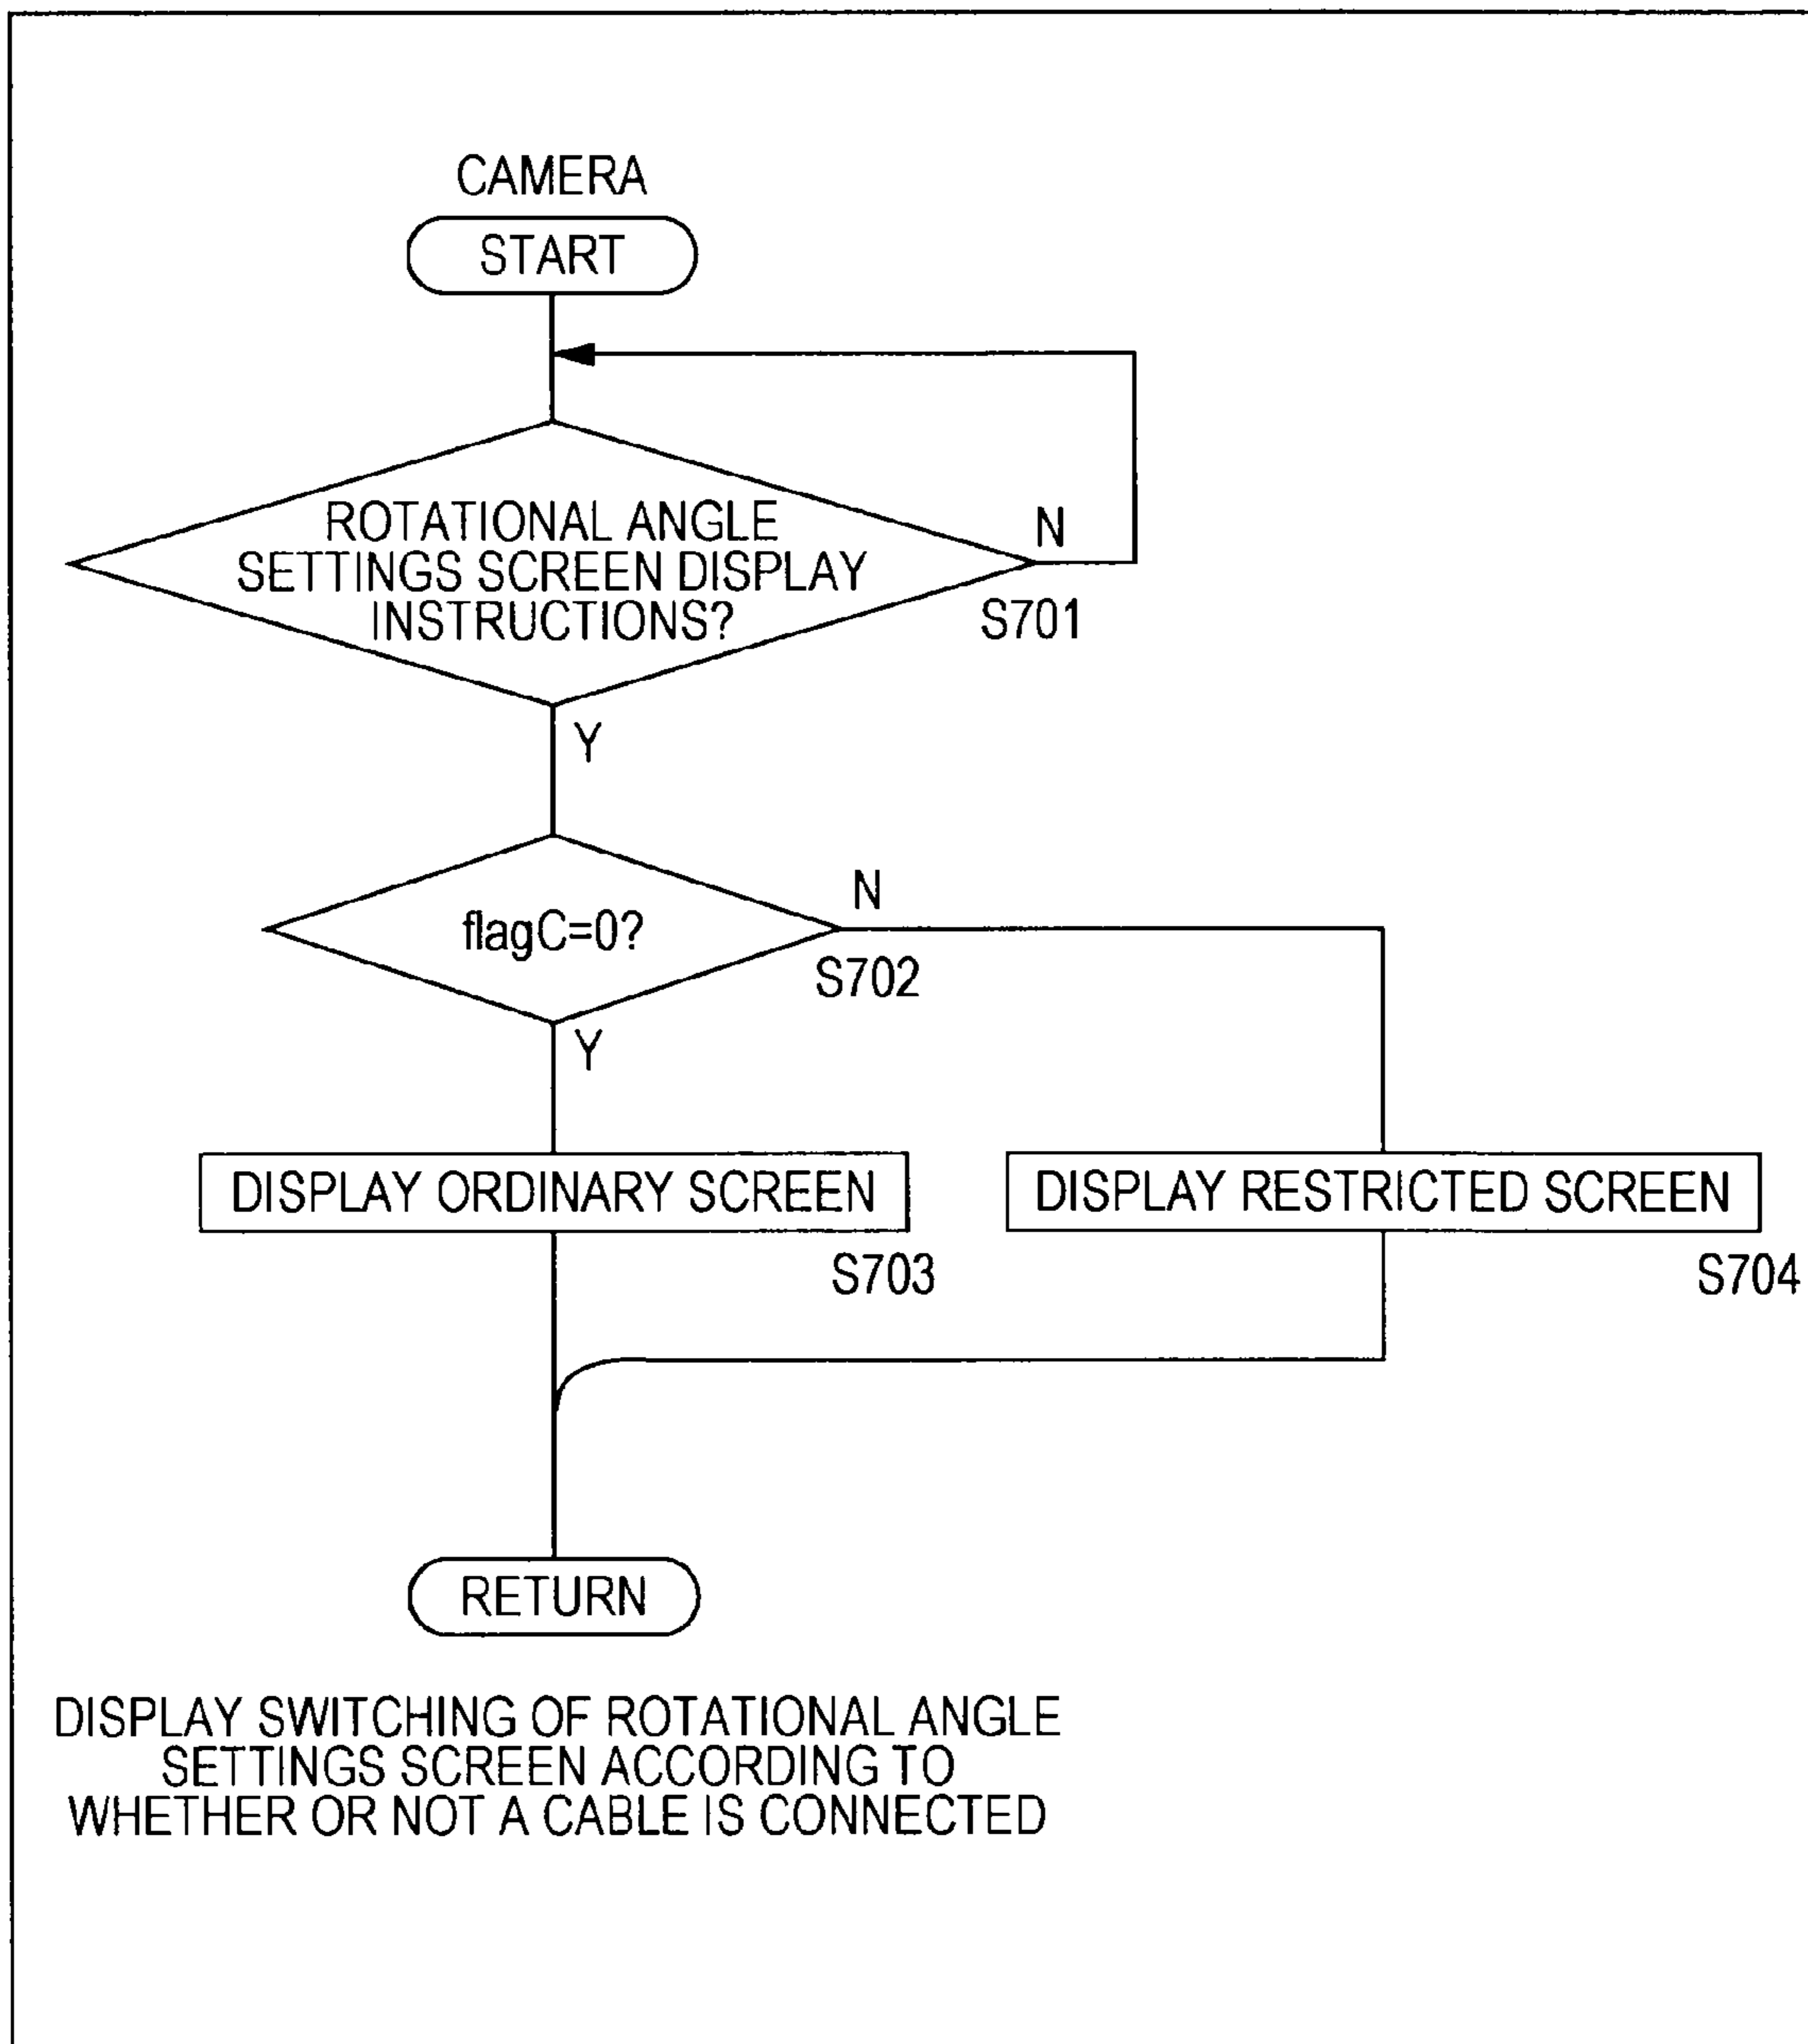 CAMERA
START
ROTATIONAL ANGLE
SETTINGS SCREEN DISPLAY
INSTRUCTIONS?
N
S701
Y
flagC=0?
N
S702
Y
DISPLAY ORDINARY SCREEN
S703
DISPLAY RESTRICTED SCREEN
S704
RETURN
DISPLAY SWITCHING OF ROTATIONAL ANGLE
SETTINGS SCREEN ACCORDING TO
WHETHER OR NOT A CABLE IS CONNECTED